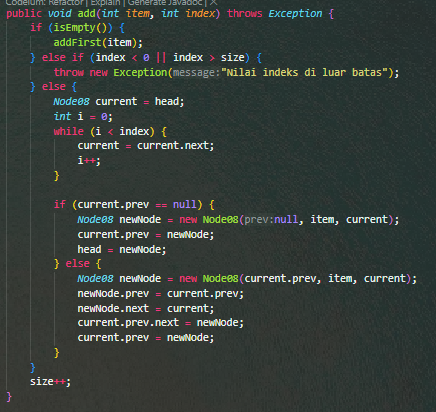 Codeium: Refactor | Explain | Generate Javadoc | X
public void add(int item, int index) throws Exception {
if (isEmpty()) {
addFirst(item);
} else if (index < 0 || index > size) {
throw new Exception(message:"Nilai indeks di luar batas");
} else {
Node08 current = head;
int i = 0;
while (i < index) {
current = current.next;
i++;
}
if (current.prev == null) {
Node08 newNode = new Node08(prev:null, item, current);
current.prev = newNode;
head = newNode;
} else {
Node08 newNode = new Node08(current.prev, item, current);
newNode.prev = current.prev;
newNode.next = current;
current.prev.next = newNode;
current.prev = newNode;
}
}
size++;
}